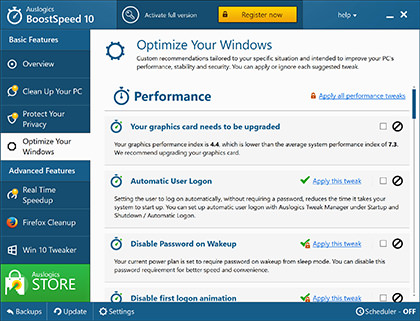 Auslogics
BoostSpeed 10
Activate full version
Register now
help
Basic Features
Overview
Clean Up Your PC
Protect Your
Privacy
Optimize Your
Windows
Advanced Features
Real Time
Speedup
Firefox Cleanup
Win 10 Tweaker
Auslogics
STORE
Optimize Your Windows
Custom recommendations tailored to your specific situation and intended to improve your PC's
performance, stability and security. You can apply or ignore each suggested tweak.
Performance
Apply all performance tweaks
Your graphics card needs to be upgraded
Your graphics performance index is 4.4, which is lower than the average system performance index of 7.3.
We recommend upgrading your graphics card.
Automatic User Logon
Apply this tweak
Setting the user to log on automatically, without requiring a password, reduces the time it takes your
system to start up. You can set up automatic user logon with Auslogics Tweak Manager under Startup and
Shutdown / Automatic Logon.
Disable Password on Wakeup
Apply this tweak
Your current power plan is set to require password on wakeup from sleep mode. You can disable this
password requirement for better speed and convenience.
Disable first logon animation
Apply this tweak
Backups
Update
Settings
Scheduler - OFF